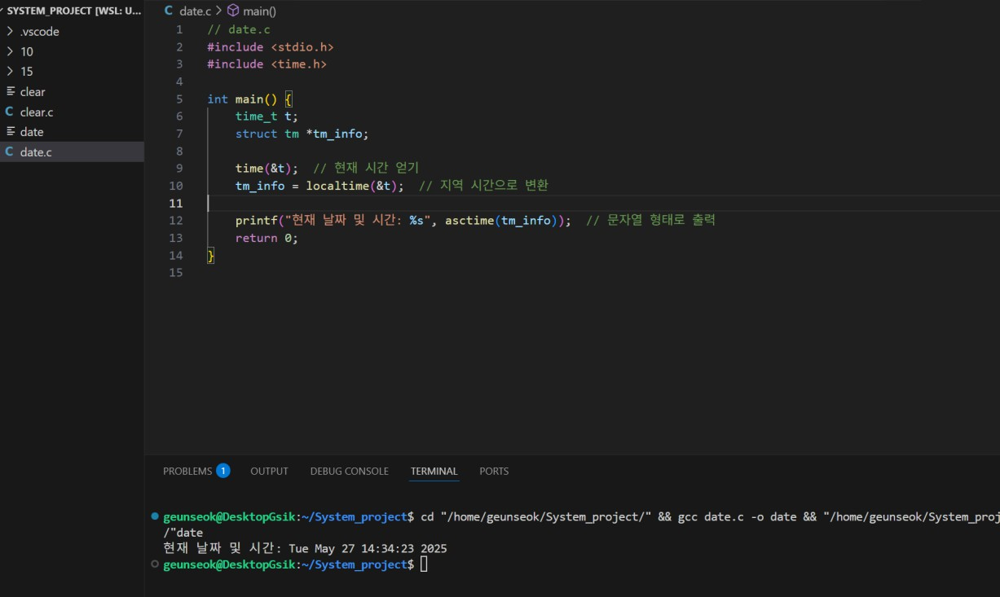 SYSTEM_PROJECT [WSL: U...
.vscode
10
15
clear
clear.c
date
date.c
date.c > main()
1 // date.c
2 #include <stdio.h>
3 #include <time.h>
4
5 int main() {
6     time_t t;
7     struct tm *tm_info;
8
9     time(&t);  // 현재 시간 얻기
10     tm_info = localtime(&t);  // 지역 시간으로 변환
11
12     printf("현재 날짜 및 시간: %s", asctime(tm_info));  // 문자열 형태로 출력
13     return 0;
14 }
15
PROBLEMS 1 OUTPUT DEBUG CONSOLE TERMINAL PORTS
geunseok@DesktopGsik:~/System_project$ cd "/home/geunseok/System_project/" && gcc date.c -o date && "/home/geunseok/System_proj
/"date
현재 날짜 및 시간: Tue May 27 14:34:23 2025
geunseok@DesktopGsik:~/System_project$